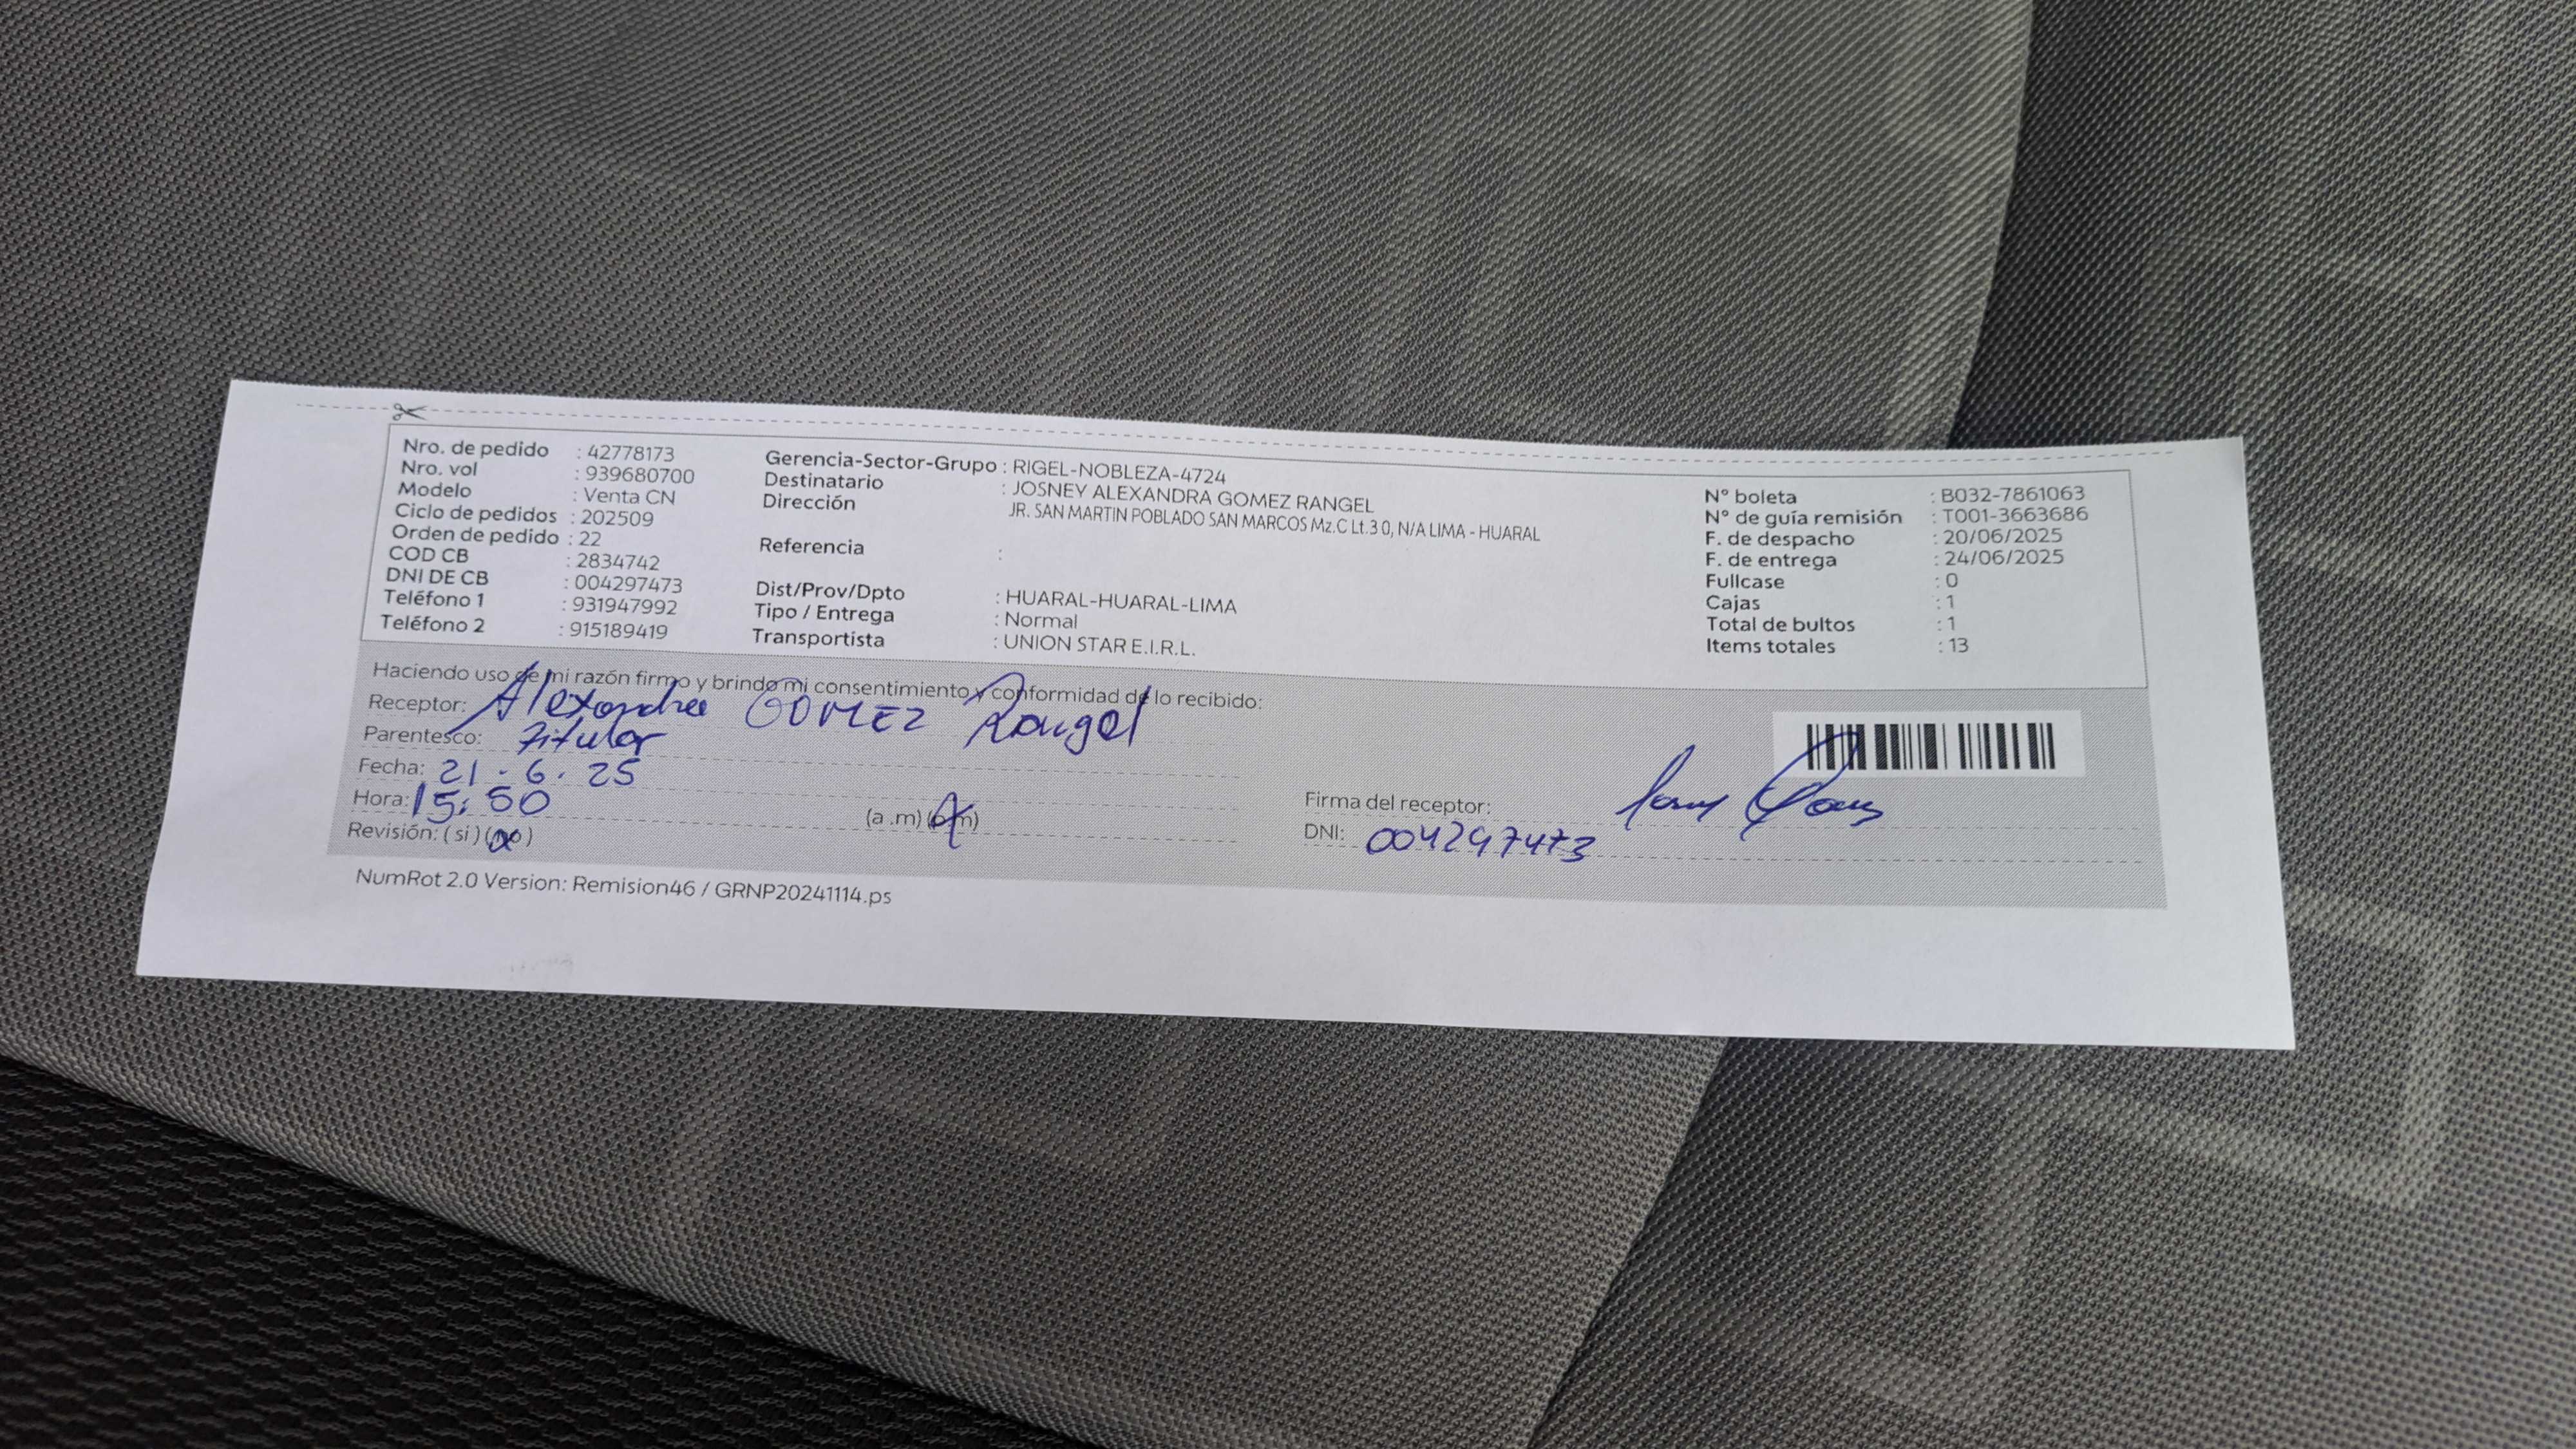 Nro. de pedido : 42778173
Nro. vol : 939680700
Modelo : Venta CN
Ciclo de pedidos : 202509
Orden de pedido : 22
COD CB : 2834742
DNI DE CB : 004297473
Teléfono 1 : 931947992
Teléfono 2 : 915189419
Gerencia-Sector-Grupo : RIGEL-NOBLEZA-4724
Destinatario : JOSNEY ALEXANDRA GOMEZ RANGEL
Dirección JR. SAN MARTIN POBLADO SAN MARCOS Mz.C Lt.3 0, N/A LIMA - HUARAL
Referencia :
Dist/Prov/Dpto : HUARAL-HUARAL-LIMA
Tipo / Entrega : Normal
Transportista : UNION STAR E.I.R.L.
N° boleta : B032-7861063
N° de guía remisión : T001-3663686
F. de despacho : 20/06/2025
F. de entrega : 24/06/2025
Fullcase : 0
Cajas : 1
Total de bultos : 1
Items totales : 13
Haciendo uso de mi razón firmo y brindo mi consentimiento y conformidad de lo recibido:
Receptor: Alexandra GOMEZ Rangel
Parentesco: titular
Fecha: 21.6.25
Hora: 15:50 (a .m) (p.m)
Revisión: ( si ) (no )
Firma del receptor:
DNI: 004297473
NumRot 2.0 Version: Remision46 / GRNP20241114.ps